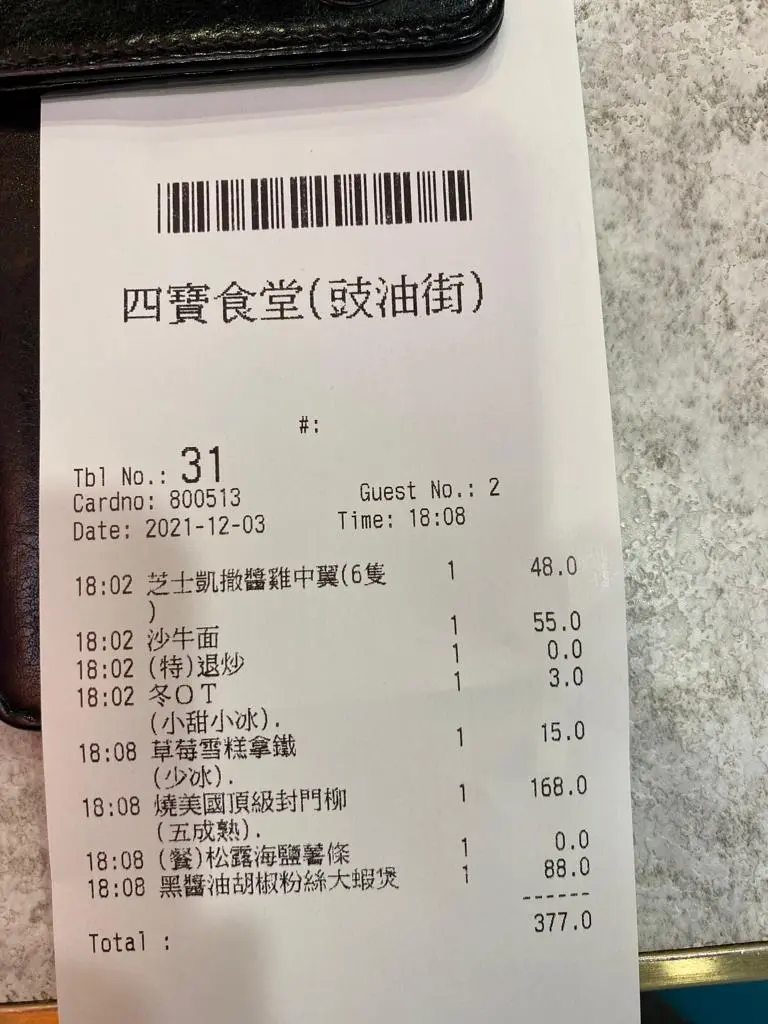 四寶食堂(豉油街)
#:
Tbl No.: 31
Cardno: 800513 Guest No.: 2
Date: 2021-12-03 Time: 18:08
18:02 芝士凱撒醬雞中翼(6隻 1 48.0
)
18:02 沙牛面 1 55.0
18:02 (特)退炒 1 0.0
18:02 冬OT 1 3.0
(小甜小冰).
18:08 草莓雪糕拿鐵 1 15.0
(少冰).
18:08 燒美國頂級封門柳 1 168.0
(五成熟).
18:08 (餐)松露海鹽薯條 1 0.0
18:08 黑醬油胡椒粉絲大蝦煲 1 88.0
------
Total : 377.0